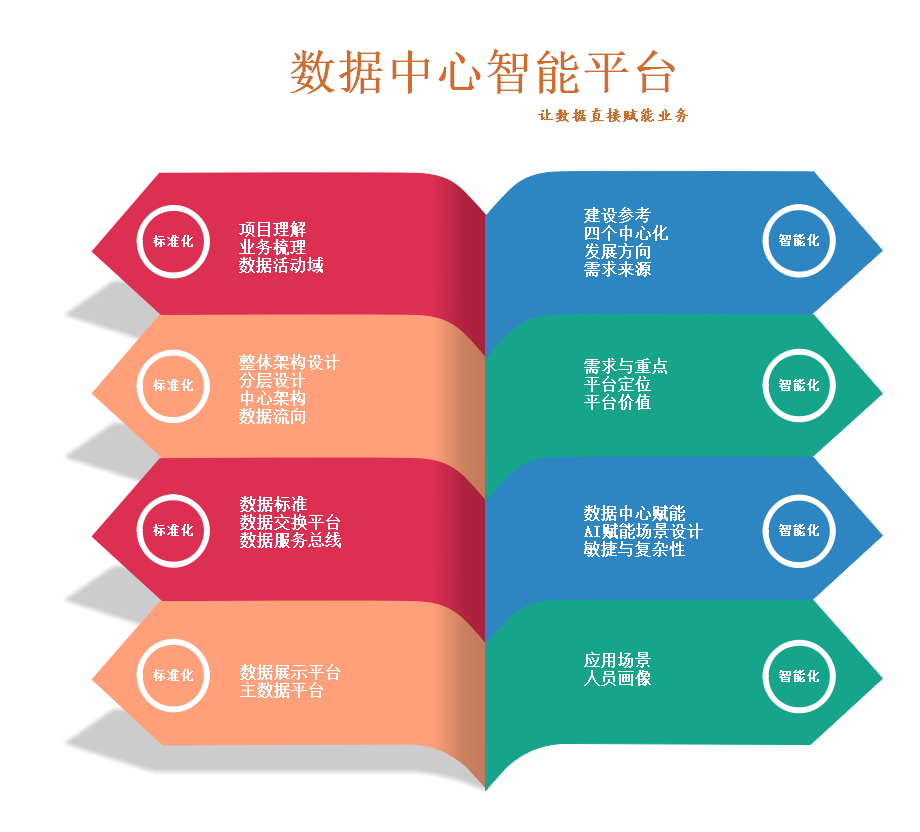 数据中心智能平台
让数据直接赋能业务
标准化
项目理解
业务梳理
数据活动域
建设参考
四个中心化
发展方向
需求来源
智能化
标准化
整体架构设计
分层设计
中心架构
数据流向
需求与重点
平台定位
平台价值
智能化
标准化
数据标准
数据交换平台
数据服务总线
数据中心赋能
AI赋能场景设计
敏捷与复杂性
智能化
标准化
数据展示平台
主数据平台
应用场景
人员画像
智能化